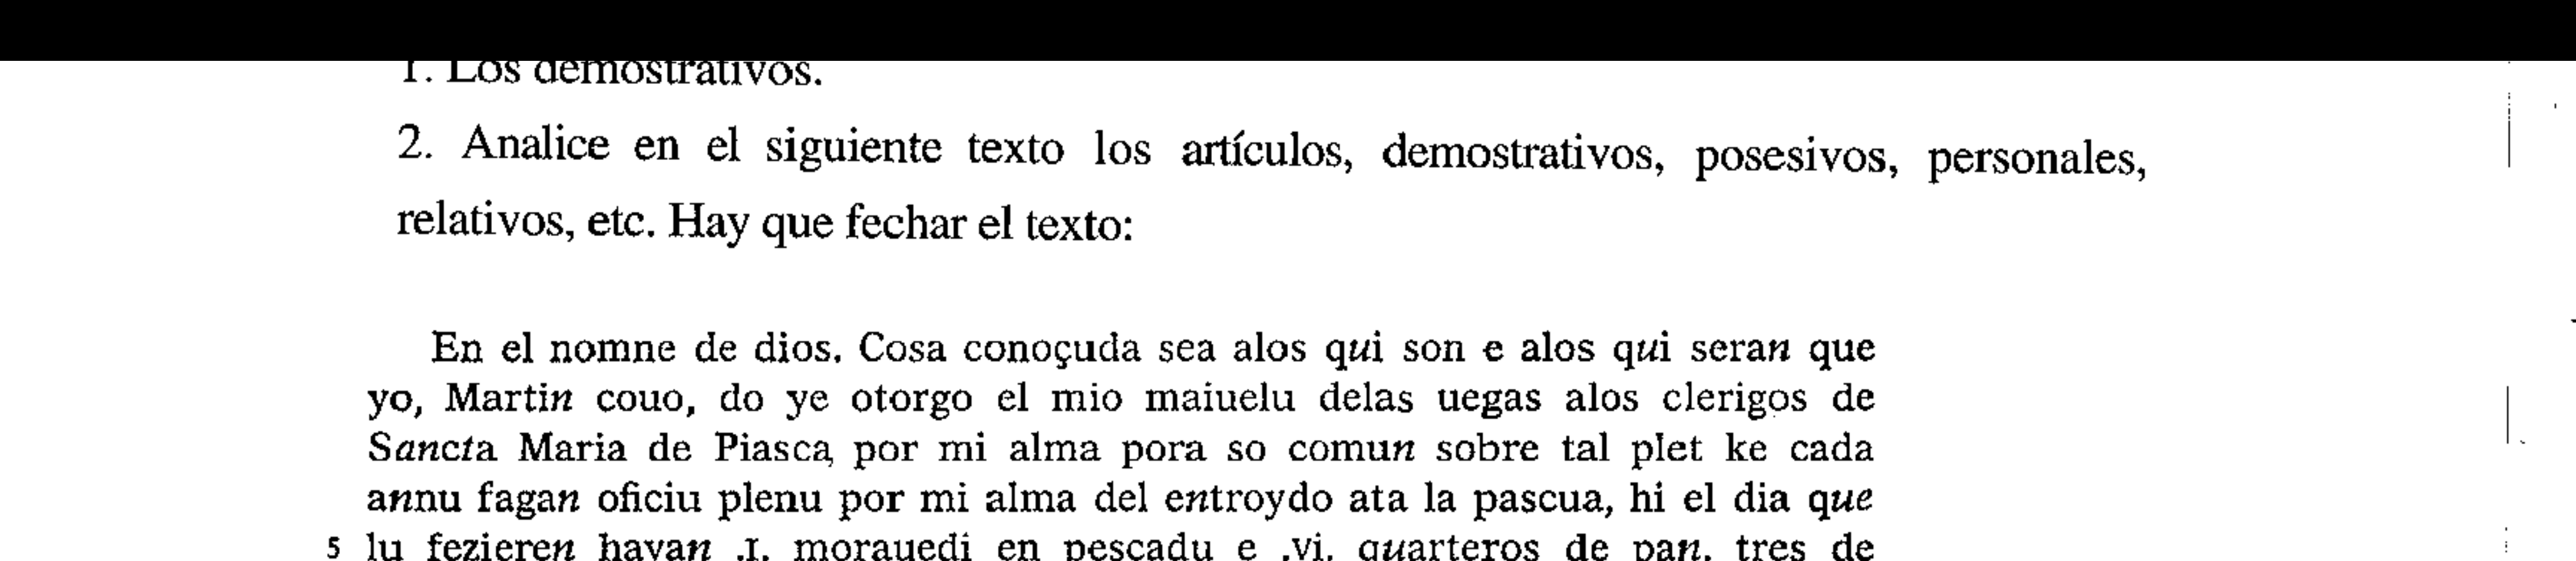 1. Los demostrativos.
2. Analice en el siguiente texto los artículos, demostrativos, posesivos, personales,
relativos, etc. Hay que fechar el texto:
En el nomne de dios. Cosa conoçuda sea alos qui son e alos qui seran que
yo, Martin couo, do ye otorgo el mio maiuelu delas uegas alos clerigos de
Sancta Maria de Piasca por mi alma pora so comun sobre tal plet ke cada
annu fagan oficiu plenu por mi alma del entroydo ata la pascua, hi el dia que
5 lu fezieren hayan .I. morauedi en pescadu e .vi. quarteros de pan, tres de